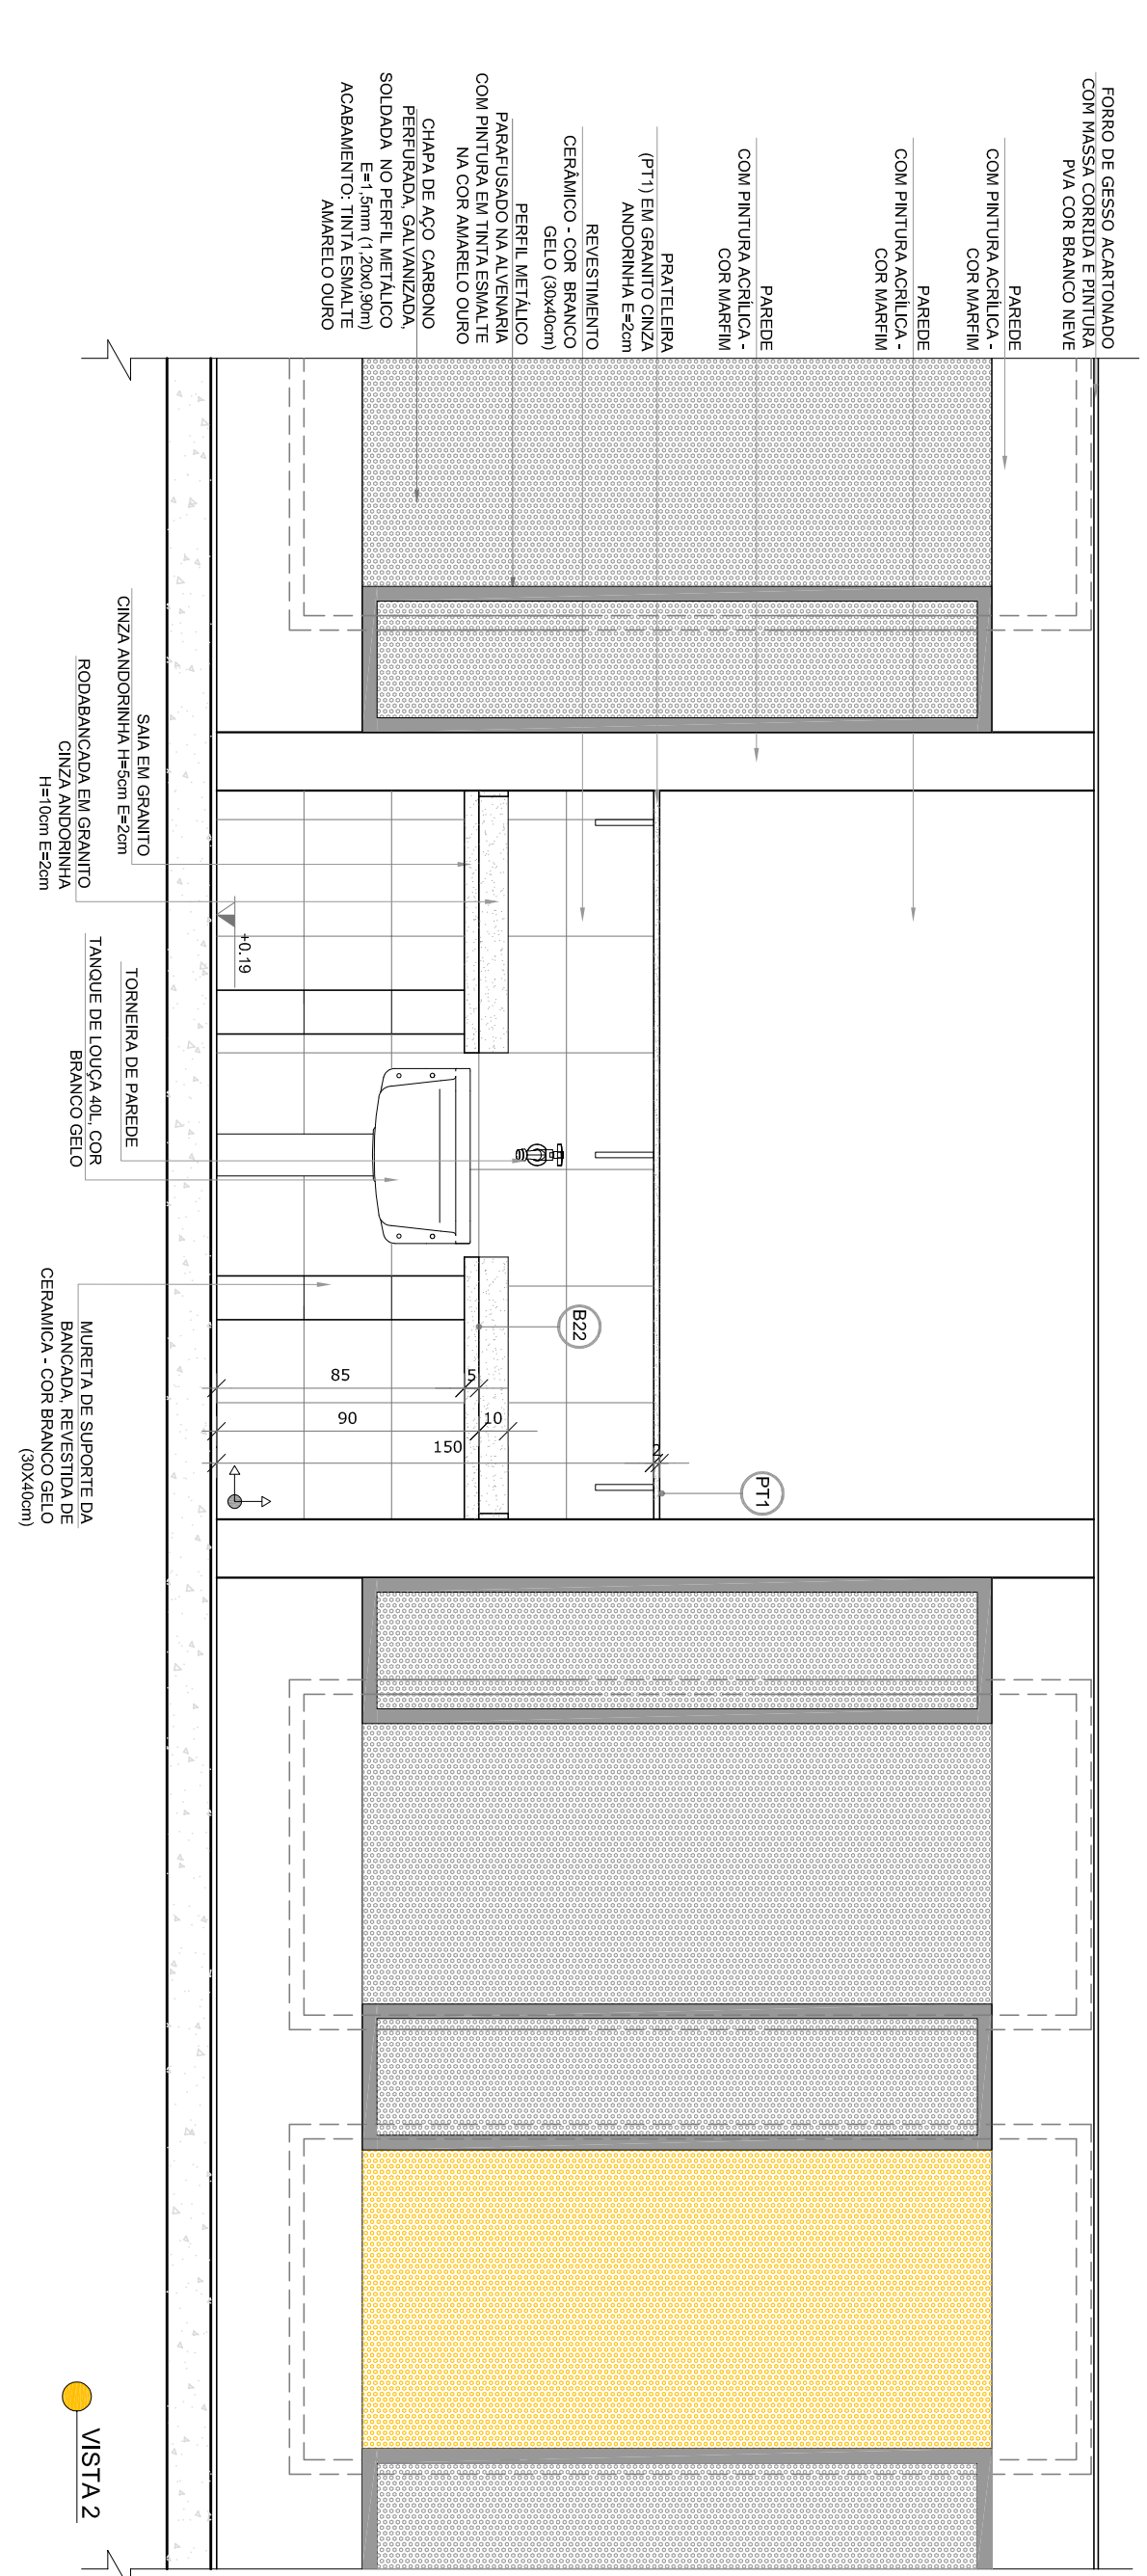 FORRO DE GESSO ACARTONADO
COM MASSA CORRIDA E PINTURA
PVA COR BRANCO NEVE
PAREDE
COM PINTURA ACRÍLICA -
COR MARFIM
PAREDE
COM PINTURA ACRÍLICA -
COR MARFIM
PAREDE
COM PINTURA ACRÍLICA -
COR MARFIM
PRATELEIRA
(PT1) EM GRANITO CINZA
ANDORINHA E=2cm
REVESTIMENTO
CERÂMICO - COR BRANCO
GELO (30x40cm)
PERFIL METÁLICO
PARAFUSADO NA ALVENARIA
COM PINTURA EM TINTA ESMALTE
NA COR AMARELO OURO
CHAPA DE AÇO CARBONO
PERFURADA, GALVANIZADA,
SOLDADA NO PERFIL METÁLICO
E=1,5mm (1,20x0,90m)
ACABAMENTO: TINTA ESMALTE
AMARELO OURO
SAIA EM GRANITO
CINZA ANDORINHA H=5cm E=2cm
RODABANCADA EM GRANITO
CINZA ANDORINHA
H=10cm E=2cm
+0.19
TORNEIRA DE PAREDE
TANQUE DE LOUÇA 40L, COR
BRANCO GELO
MURETA DE SUPORTE DA
BANCADA, REVESTIDA DE
CERAMICA - COR BRANCO GELO
(30X40cm)
B22
PT1
85
5
90
10
150
2
VISTA 2